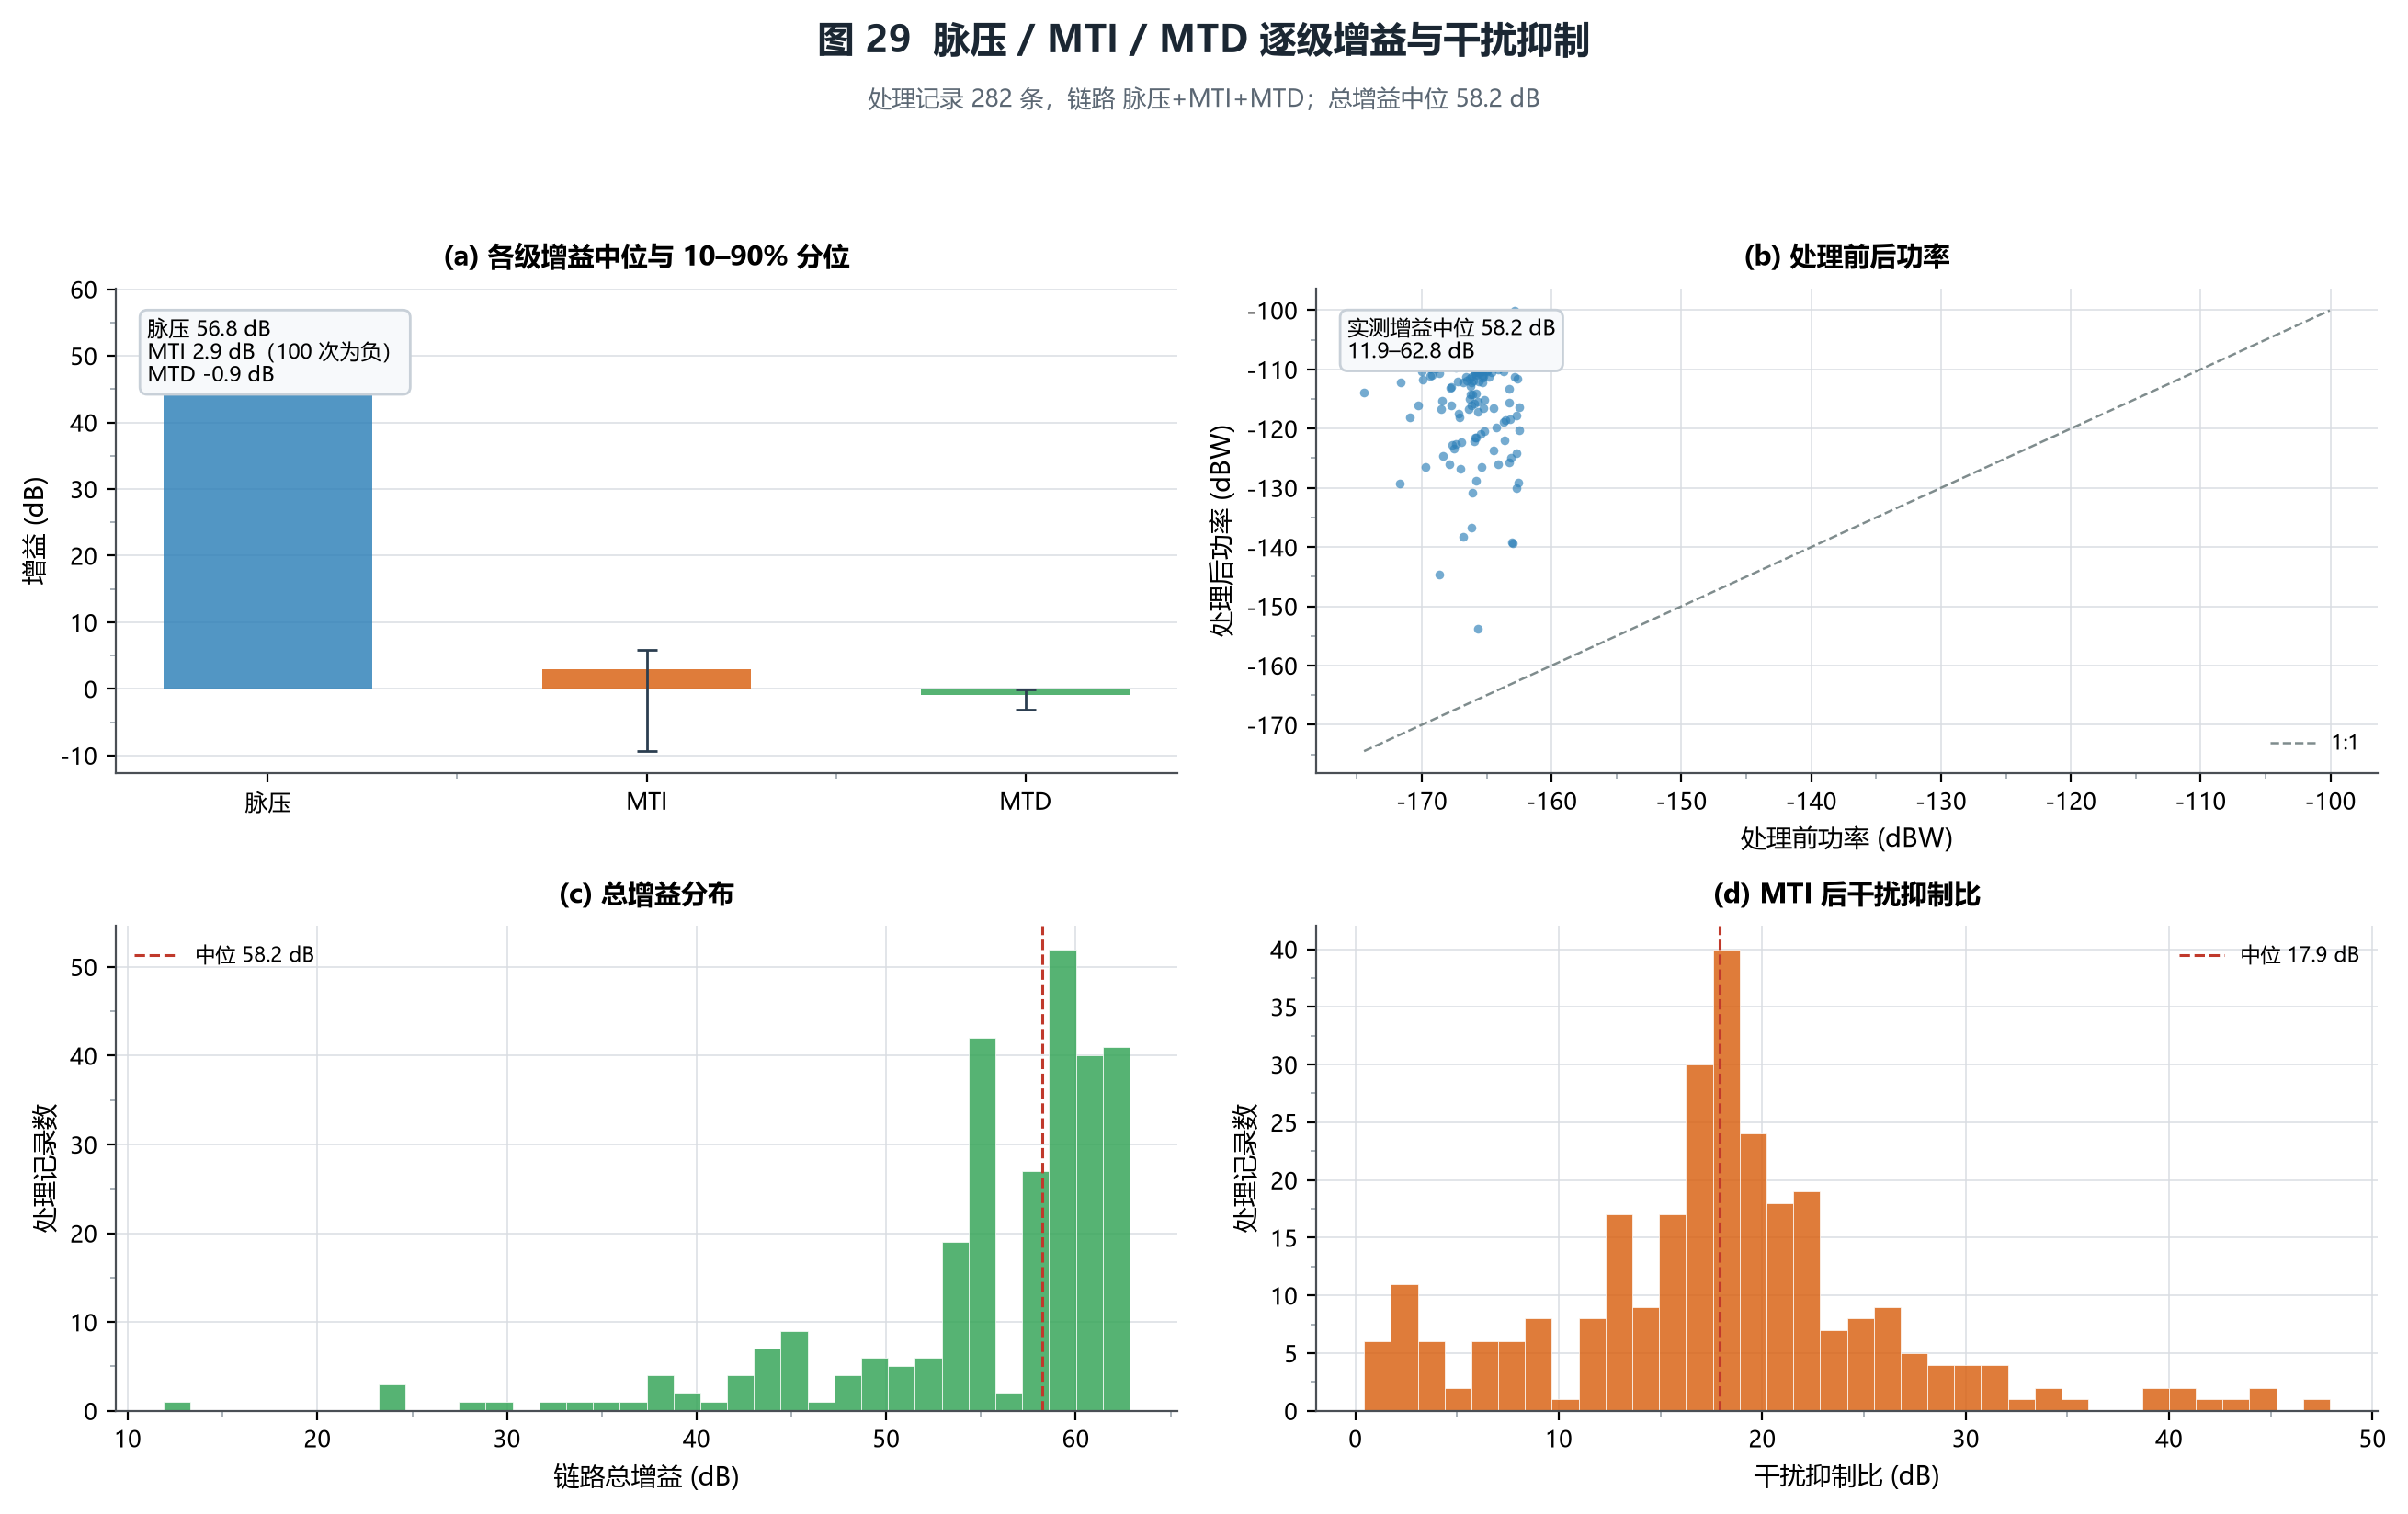 图 29 脉压 / MTI / MTD 逐级增益与干扰抑制
处理记录 282 条，链路 脉压+MTI+MTD；总增益中位 58.2 dB
(a) 各级增益中位与 10–90% 分位
增益 (dB)
60
50
40
30
20
10
0
-10
脉压 56.8 dB
MTI 2.9 dB（100 次为负）
MTD -0.9 dB
脉压
MTI
MTD
(b) 处理前后功率
处理后功率 (dBW)
-100
-110
-120
-130
-140
-150
-160
-170
实测增益中位 58.2 dB
11.9–62.8 dB
1:1
-170
-160
-150
-140
-130
-120
-110
-100
处理前功率 (dBW)
(c) 总增益分布
处理记录数
50
40
30
20
10
0
中位 58.2 dB
10
20
30
40
50
60
链路总增益 (dB)
(d) MTI 后干扰抑制比
处理记录数
40
35
30
25
20
15
10
5
0
中位 17.9 dB
0
10
20
30
40
50
干扰抑制比 (dB)